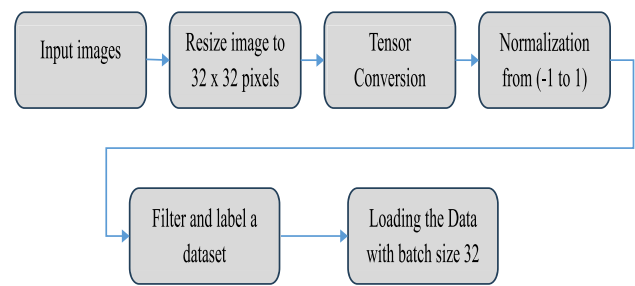 Input images
Resize image to
32 x 32 pixels
Tensor
Conversion
Normalization
from (-1 to 1)
Filter and label a
dataset
Loading the Data
with batch size 32